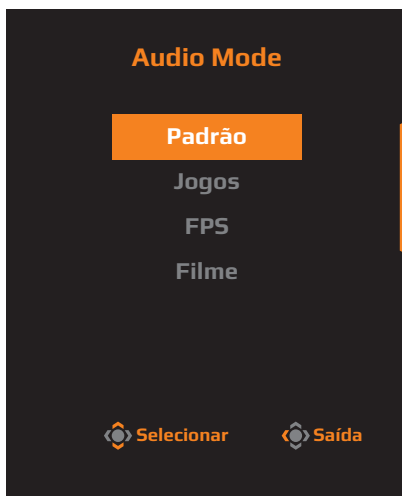 Audio Mode
Padrão
Jogos
FPS
Filme
Selecionar Saída